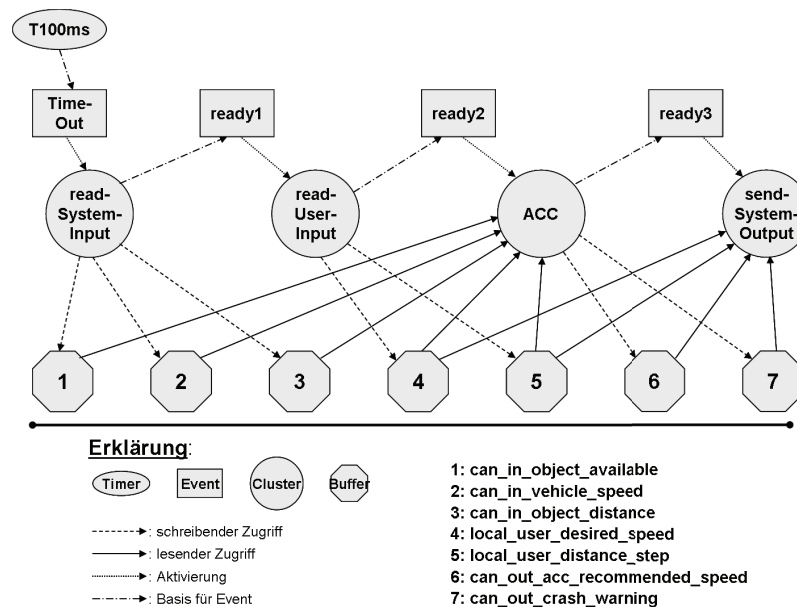 T100ms
Time-
Out
ready1
ready2
ready3
read-
System-
Input
read-
User-
Input
ACC
send-
System-
Output
1
2
3
4
5
6
7
Erklärung:
Timer
Event
Cluster
Buffer
: schreibender Zugriff
: lesender Zugriff
: Aktivierung
: Basis für Event
1: can_in_object_available
2: can_in_vehicle_speed
3: can_in_object_distance
4: local_user_desired_speed
5: local_user_distance_step
6: can_out_acc_recommended_speed
7: can_out_crash_warning